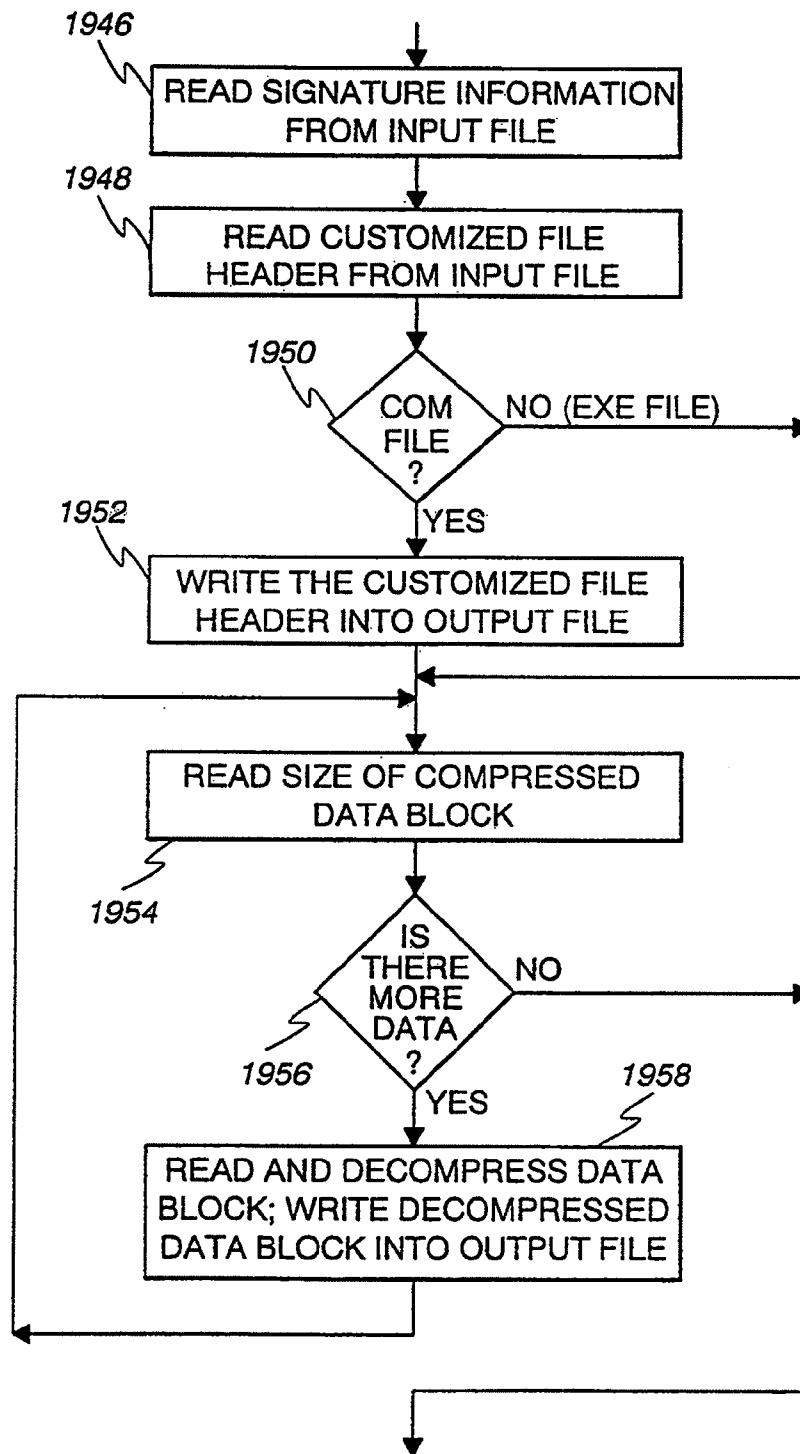 1946
READ SIGNATURE INFORMATION
FROM INPUT FILE
1948
READ CUSTOMIZED FILE
HEADER FROM INPUT FILE
1950
COM
FILE
?
NO (EXE FILE)
YES
1952
WRITE THE CUSTOMIZED FILE
HEADER INTO OUTPUT FILE
READ SIZE OF COMPRESSED
DATA BLOCK
1954
IS
THERE
MORE
DATA
?
NO
1956
YES
1958
READ AND DECOMPRESS DATA
BLOCK; WRITE DECOMPRESSED
DATA BLOCK INTO OUTPUT FILE